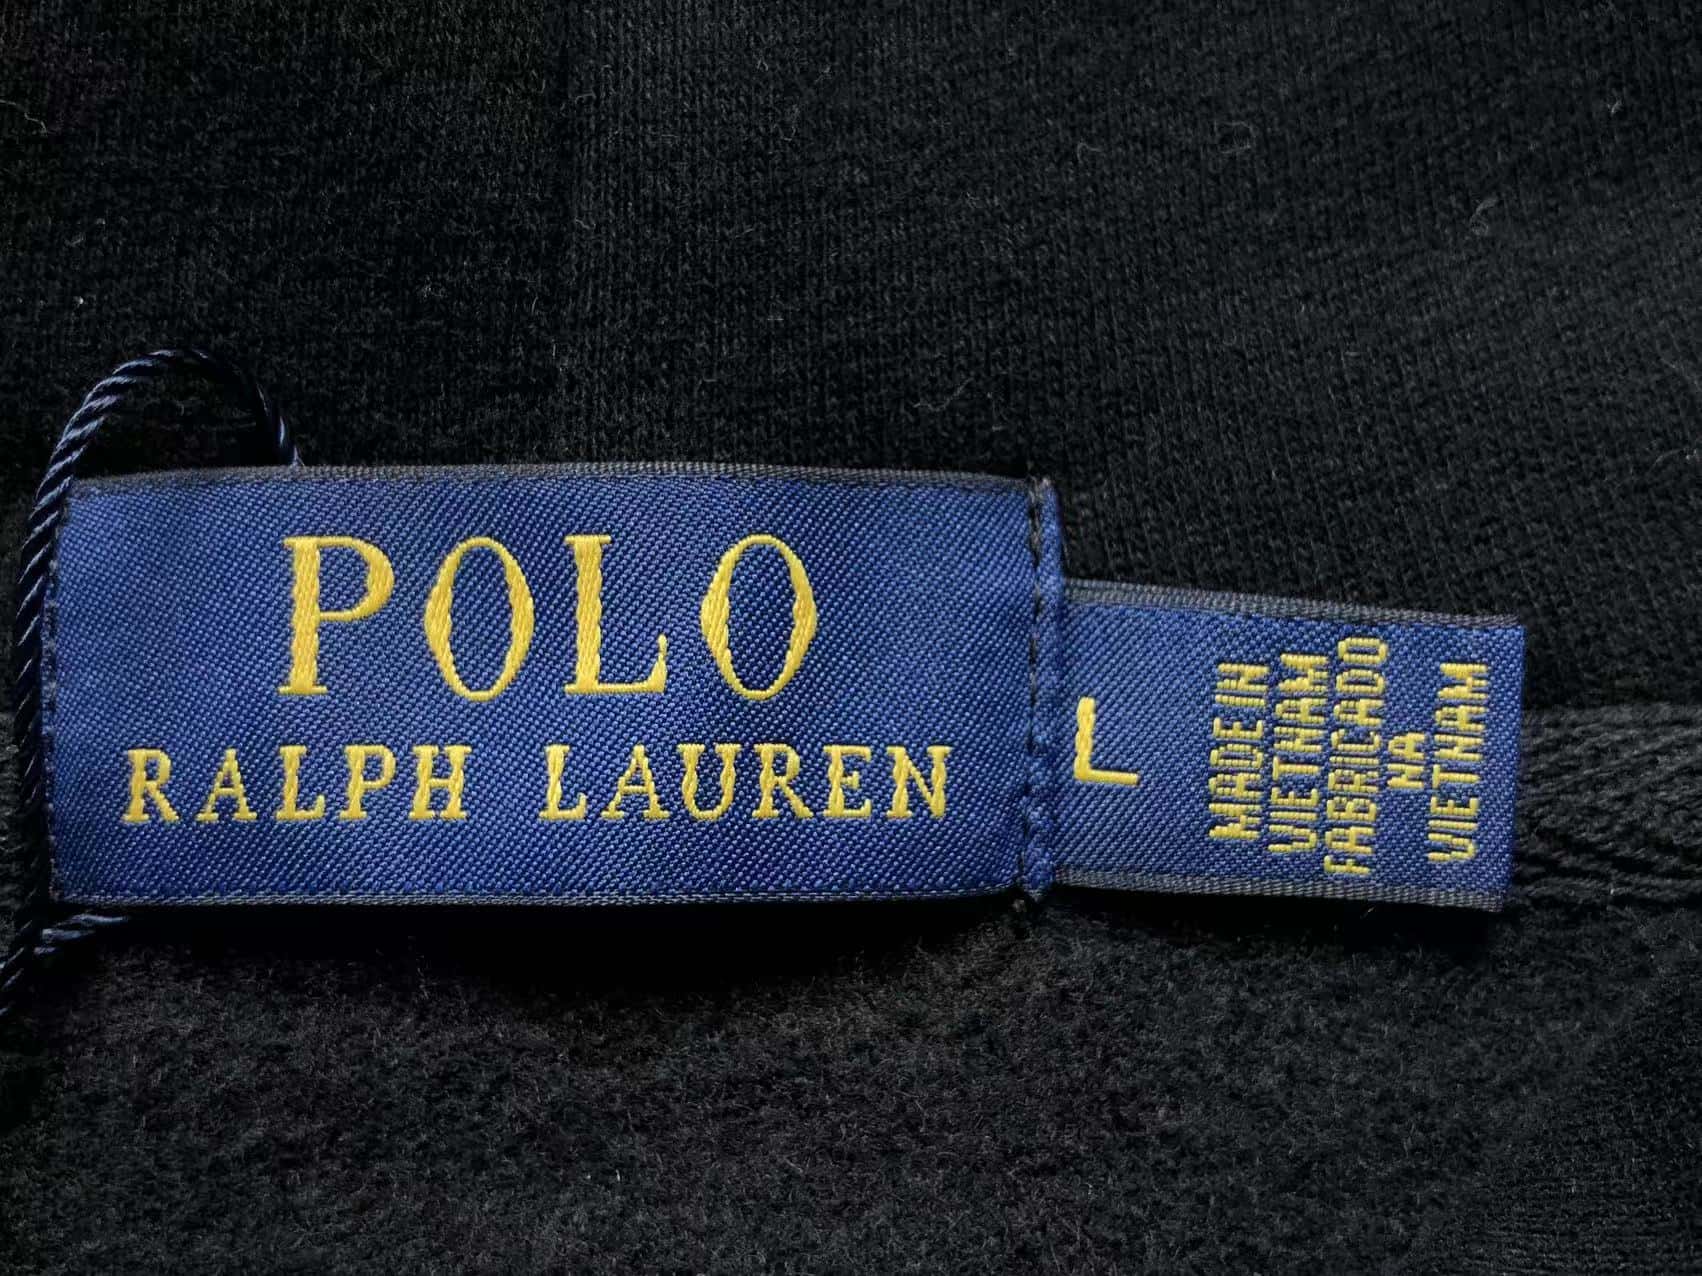 POLO
RALPH LAUREN
L
MADE IN
VIETNAM
FABRICADO
NA
VIETNAM